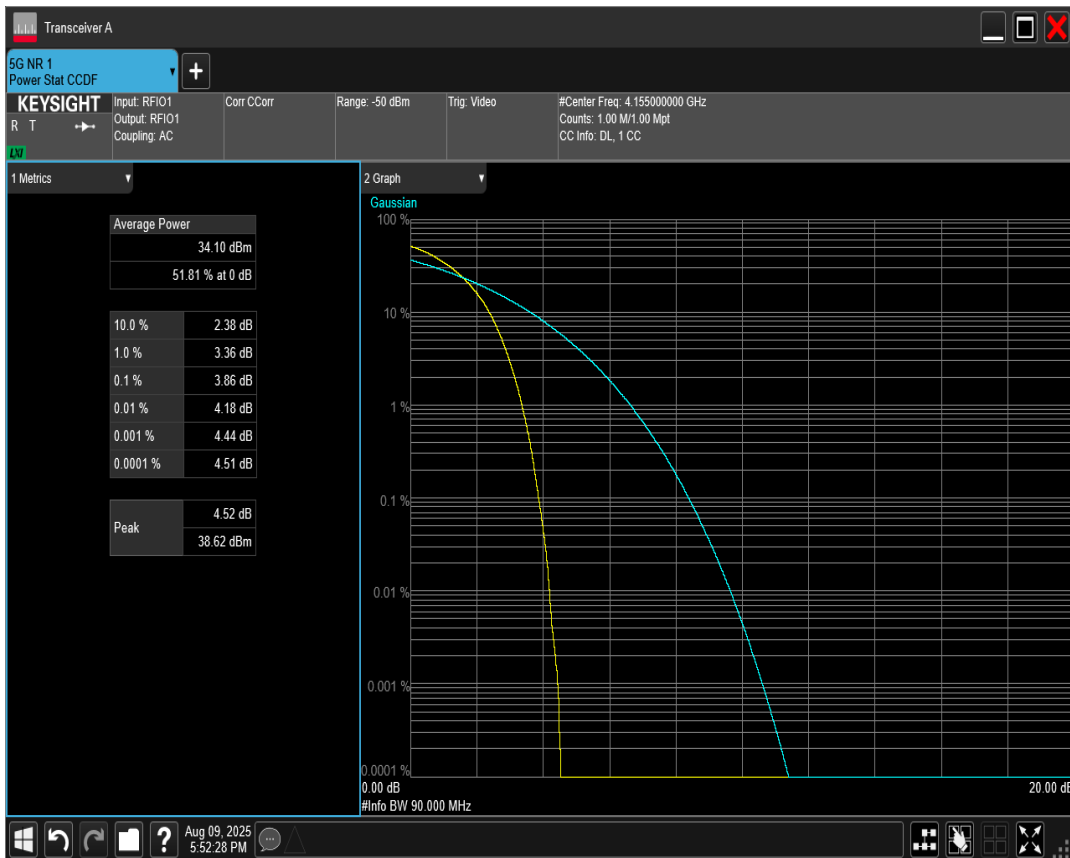 Transceiver A
5G NR 1
Power Stat CCDF
KEYSIGHT
R T
LXI
Input: RFIO1
Output: RFIO1
Coupling: AC
Corr CCorr
Range: -50 dBm
Trig: Video
#Center Freq: 4.155000000 GHz
Counts: 1.00 M/1.00 Mpt
CC Info: DL, 1 CC
1 Metrics
Average Power
34.10 dBm
51.81 % at 0 dB
10.0 % 2.38 dB
1.0 % 3.36 dB
0.1 % 3.86 dB
0.01 % 4.18 dB
0.001 % 4.44 dB
0.0001 % 4.51 dB
Peak 4.52 dB
38.62 dBm
2 Graph
Gaussian
100 %
10 %
1 %
0.1 %
0.01 %
0.001 %
0.0001 %
0.00 dB 20.00 dB
#Info BW 90.000 MHz
Aug 09, 2025
5:52:28 PM